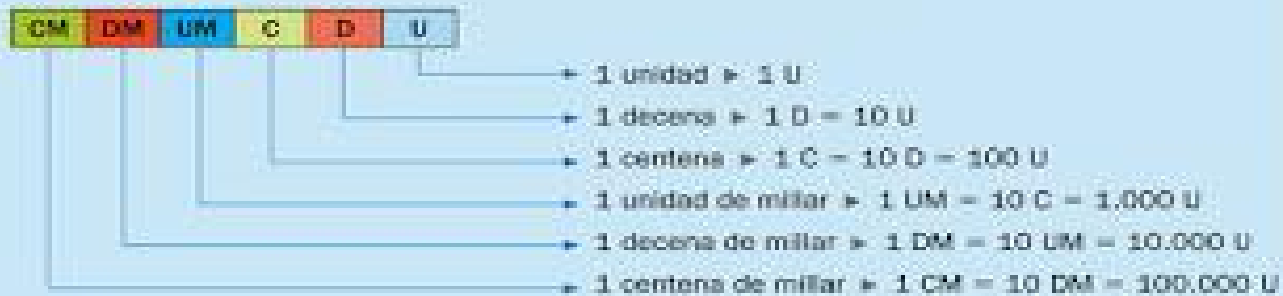 CM DM UM C D U
1 unidad ▸ 1 U
1 decena ▸ 1 D = 10 U
1 centena ▸ 1 C = 10 D = 100 U
1 unidad de millar ▸ 1 UM = 10 C = 1.000 U
1 decena de millar ▸ 1 DM = 10 UM = 10.000 U
1 centena de millar ▸ 1 CM = 10 DM = 100.000 U